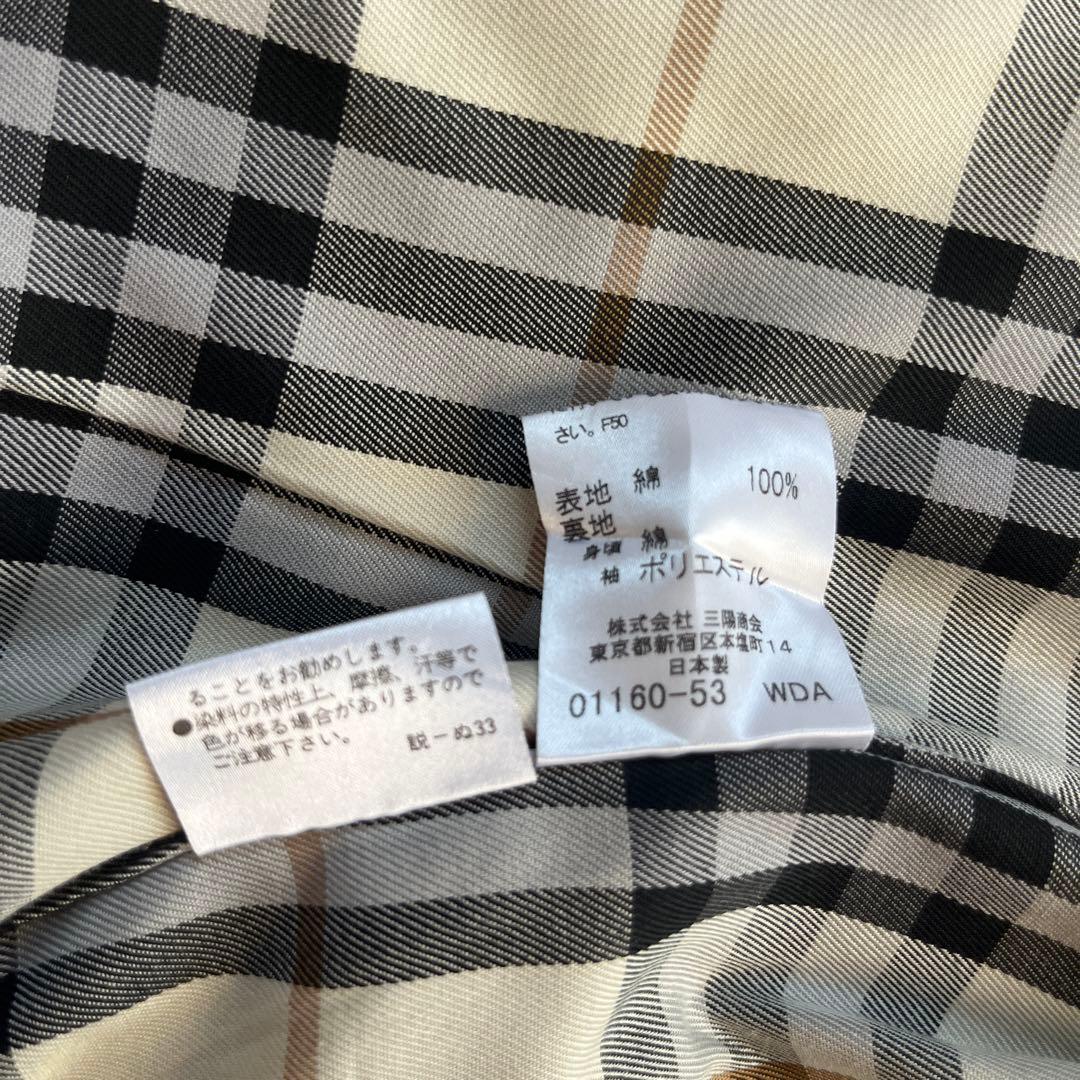 さい。F50
表地 綿 100%
裏地
身頃 綿
袖 ポリエステル
株式会社 三陽商会
東京都新宿区本塩町14
日本製
01160-53 WDA
ることをお勧めします。
●染料の特性上、摩擦、汗等で
色が移る場合がありますので
ご注意下さい。 説-ぬ33